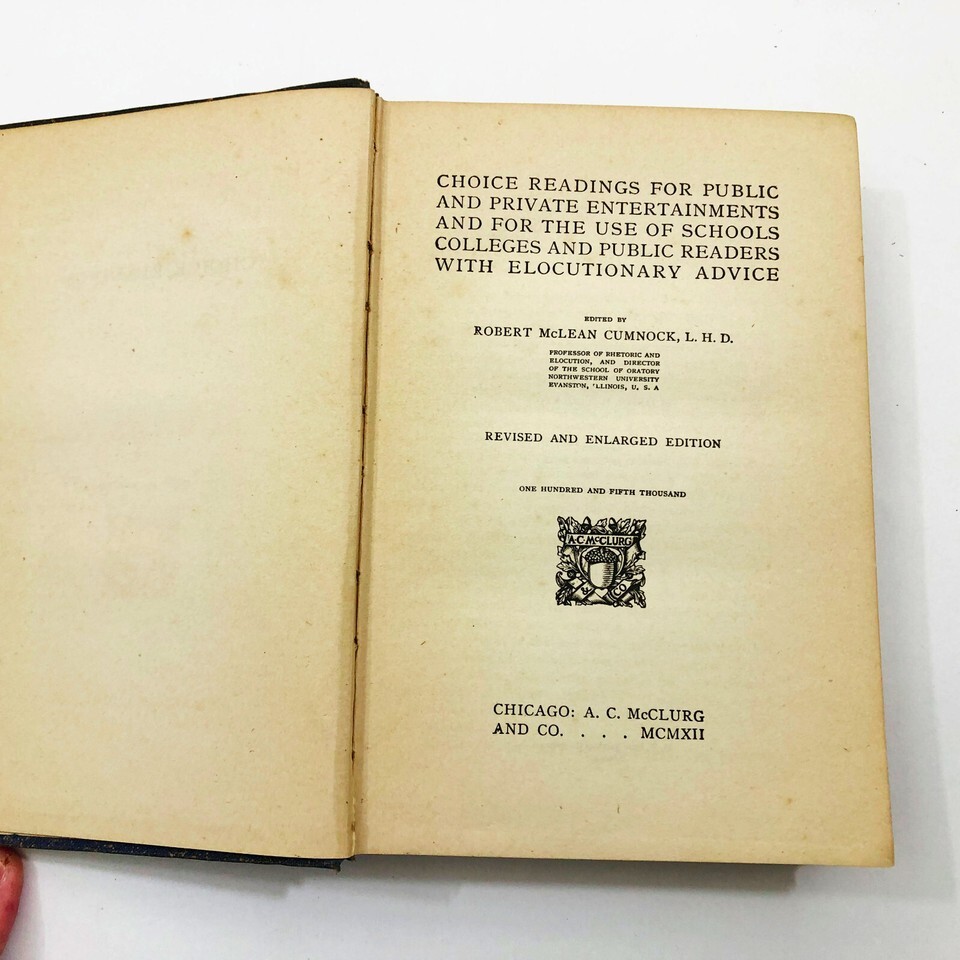 CHOICE READINGS FOR PUBLIC
AND PRIVATE ENTERTAINMENTS
AND FOR THE USE OF SCHOOLS
COLLEGES AND PUBLIC READERS
WITH ELOCUTIONARY ADVICE
EDITED BY
ROBERT McLEAN CUMNOCK, L. H. D.
PROFESSOR OF RHETORIC AND
ELOCUTION, AND DIRECTOR
OF THE SCHOOL OF ORATORY
NORTHWESTERN UNIVERSITY
EVANSTON, ILLINOIS, U. S. A
REVISED AND ENLARGED EDITION
ONE HUNDRED AND FIFTH THOUSAND
A·C·McCLURG
& CO
CHICAGO: A. C. McCLURG
AND CO. . . . MCMXII